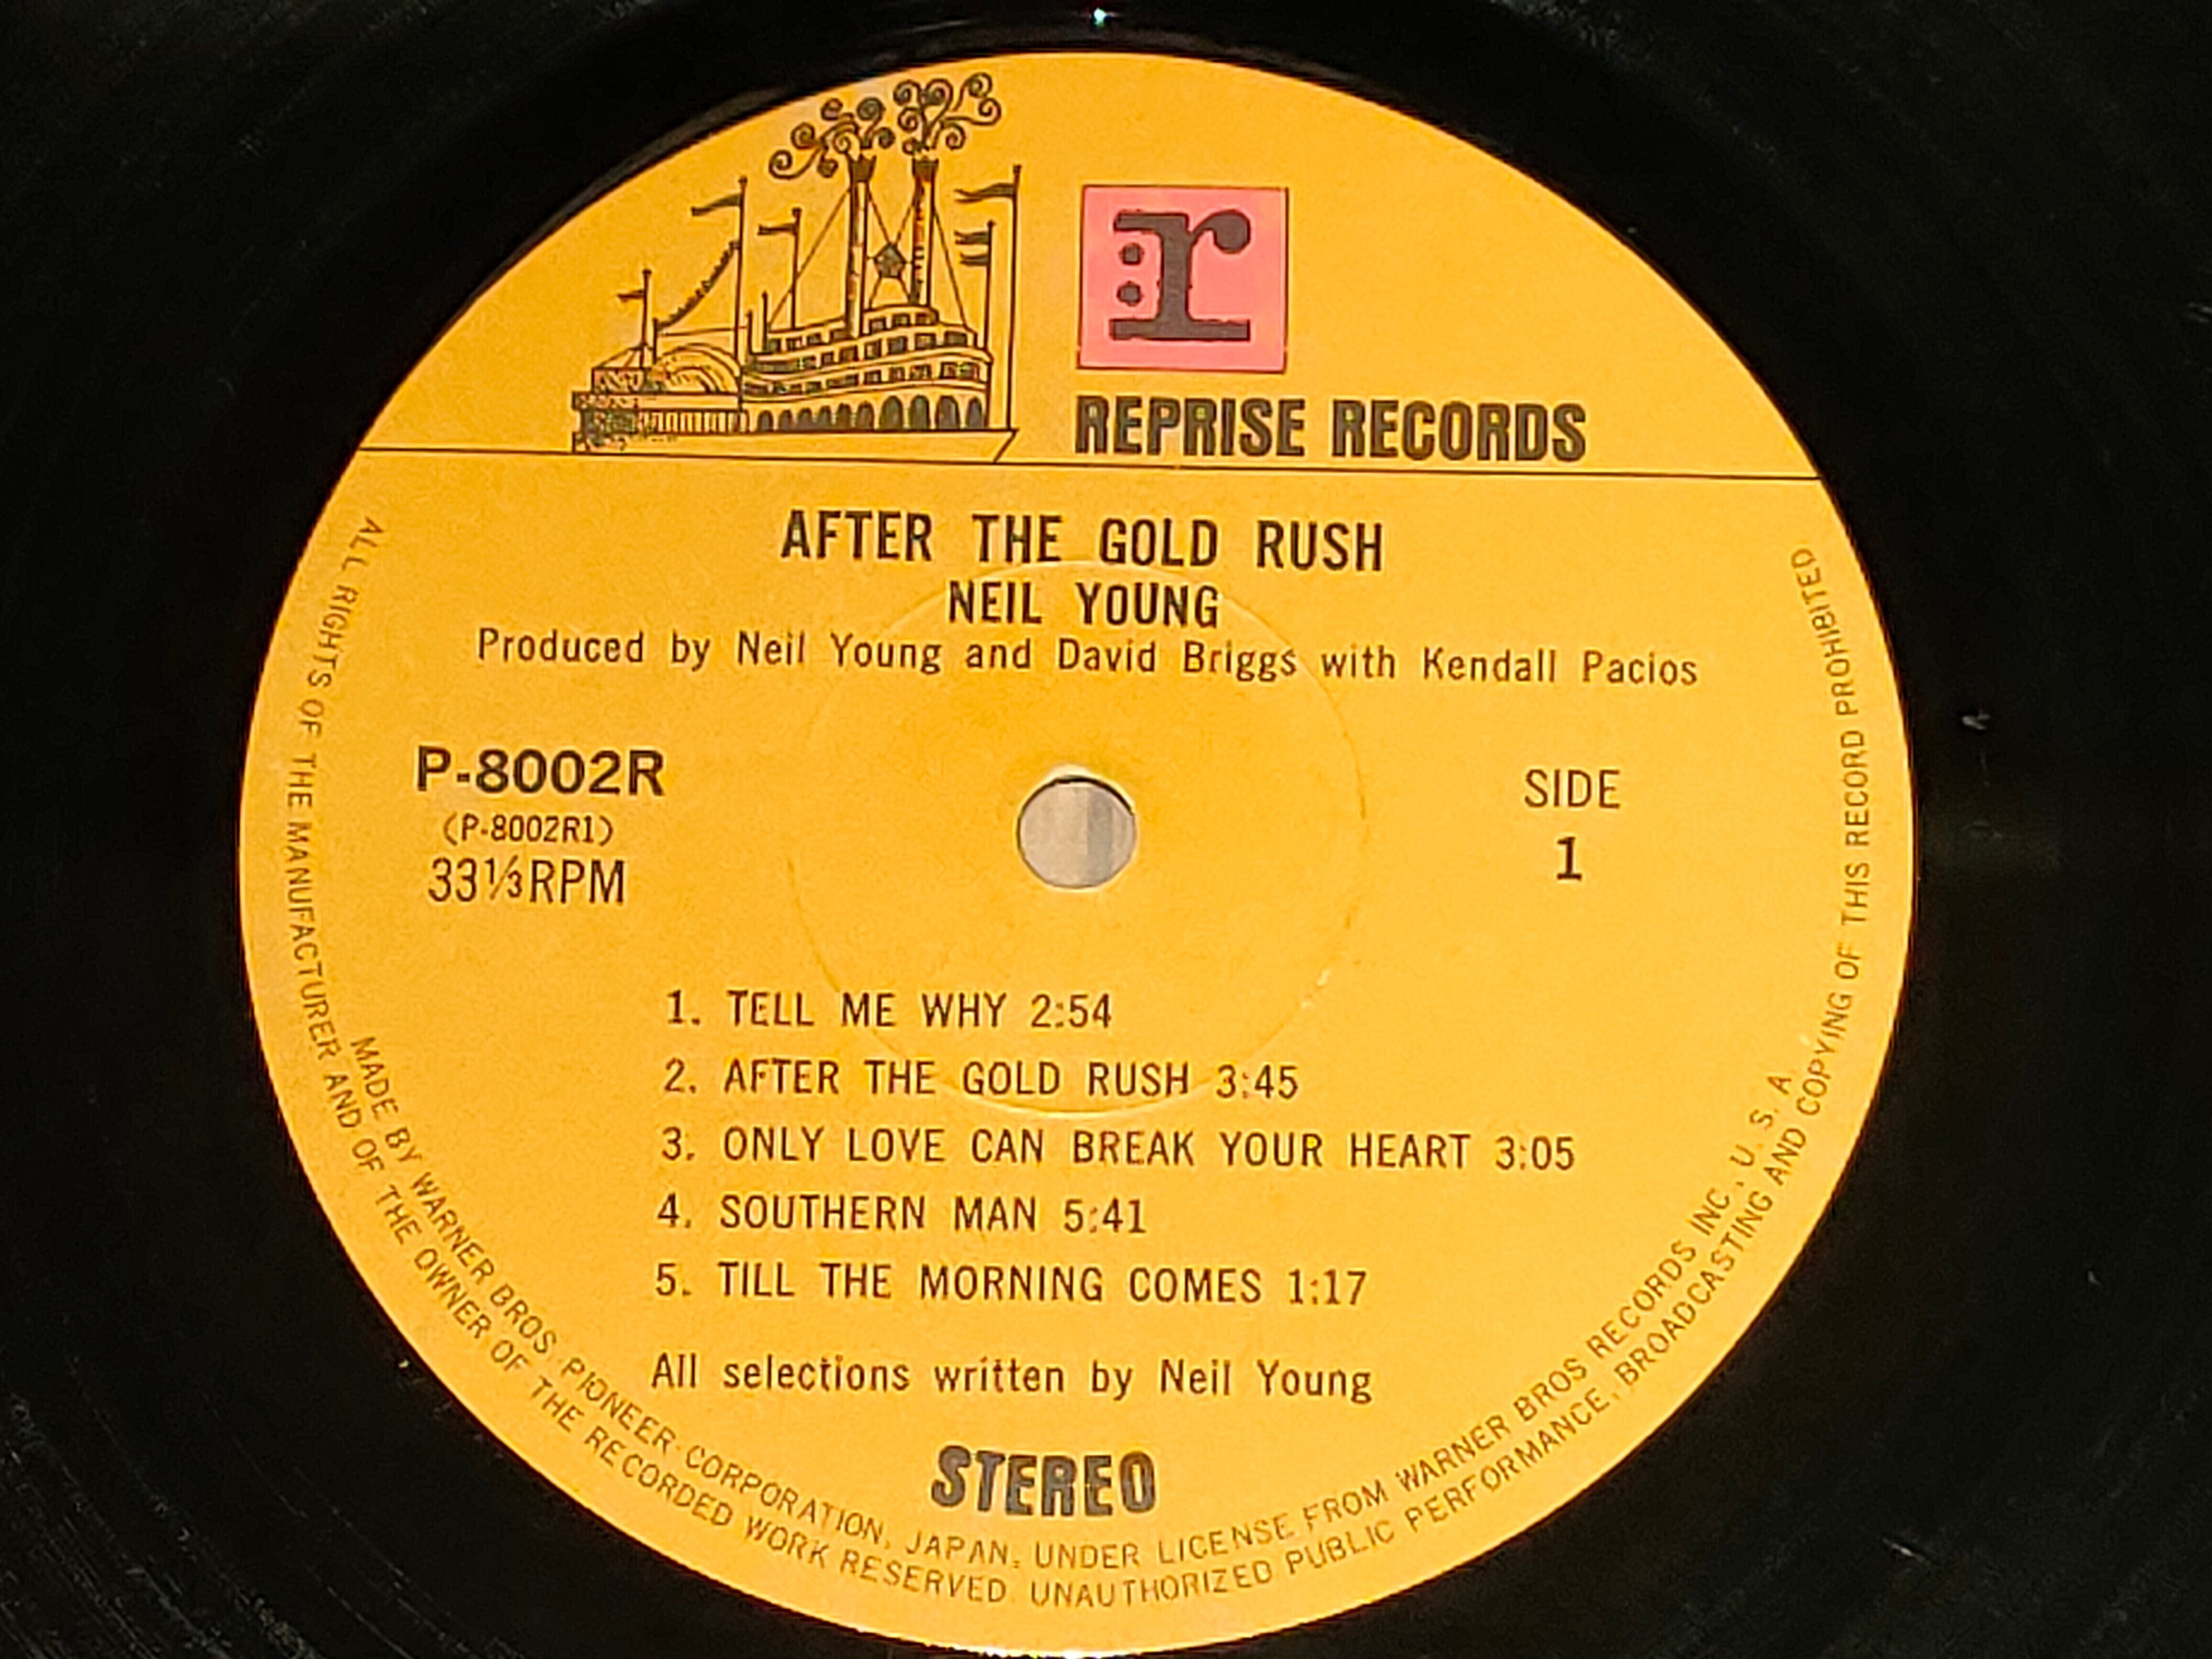 r:
REPRISE RECORDS
AFTER THE GOLD RUSH
NEIL YOUNG
Produced by Neil Young and David Briggs with Kendall Pacios
P-8002R
(P-8002R1)
33⅓RPM
SIDE
1
1. TELL ME WHY 2:54
2. AFTER THE GOLD RUSH 3:45
3. ONLY LOVE CAN BREAK YOUR HEART 3:05
4. SOUTHERN MAN 5:41
5. TILL THE MORNING COMES 1:17
All selections written by Neil Young
STEREO
MADE BY WARNER BROS. PIONEER CORPORATION, JAPAN, UNDER LICENSE FROM WARNER BROS RECORDS INC., U. S. A.
ALL RIGHTS OF THE MANUFACTURER AND OF THE OWNER OF THE RECORDED WORK RESERVED. UNAUTHORIZED PUBLIC PERFORMANCE, BROADCASTING AND COPYING OF THIS RECORD PROHIBITED